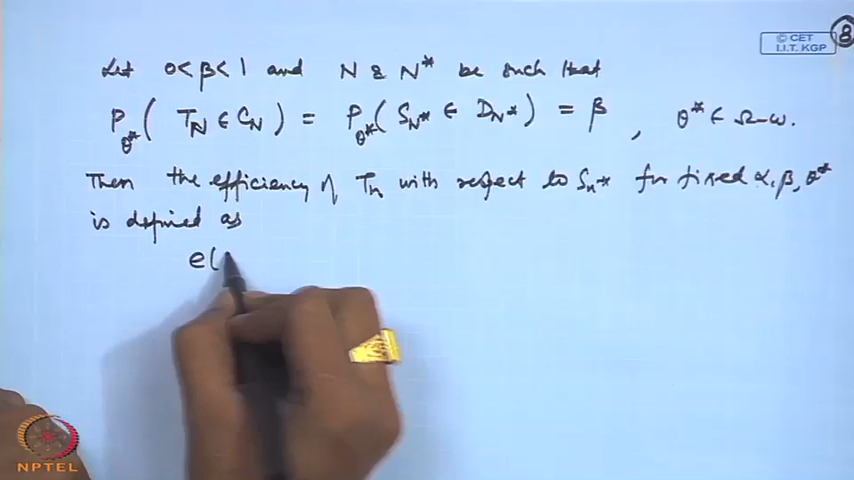 8
© CET
I.I.T. KGP
Let 0<β<1 and N & N* be such that
P_θ*( T_N ∈ C_N ) = P_θ*( S_N* ∈ D_N* ) = β , θ* ∈ Ω-ω.
Then the efficiency of T_n with respect to S_n* for fixed α, β, θ*
is defined as
e(
NPTEL